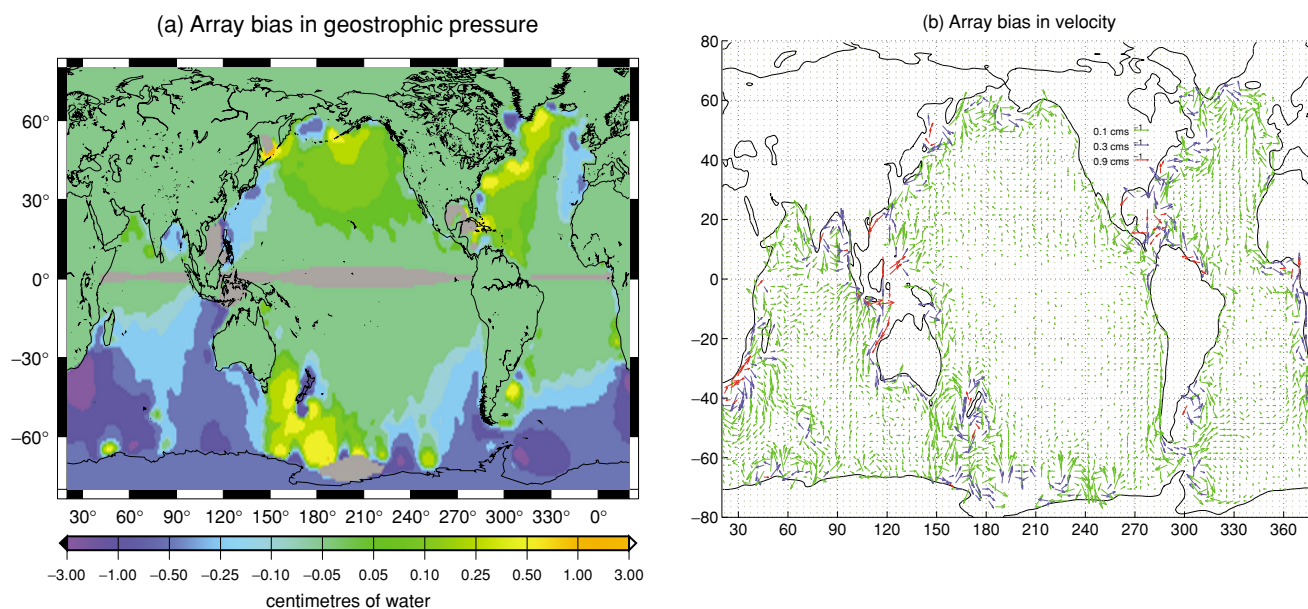 (a) Array bias in geostrophic pressure
60°
30°
0°
−30°
−60°
30° 60° 90° 120° 150° 180° 210° 240° 270° 300° 330° 0°
−3.00 −1.00 −0.50 −0.25 −0.10 −0.05 0.05 0.10 0.25 0.50 1.00 3.00
centimetres of water
(b) Array bias in velocity
80
60
0.1 cms
0.3 cms
0.9 cms
40
20
0
−20
−40
−60
−80
30 60 90 120 150 180 210 240 270 300 330 360